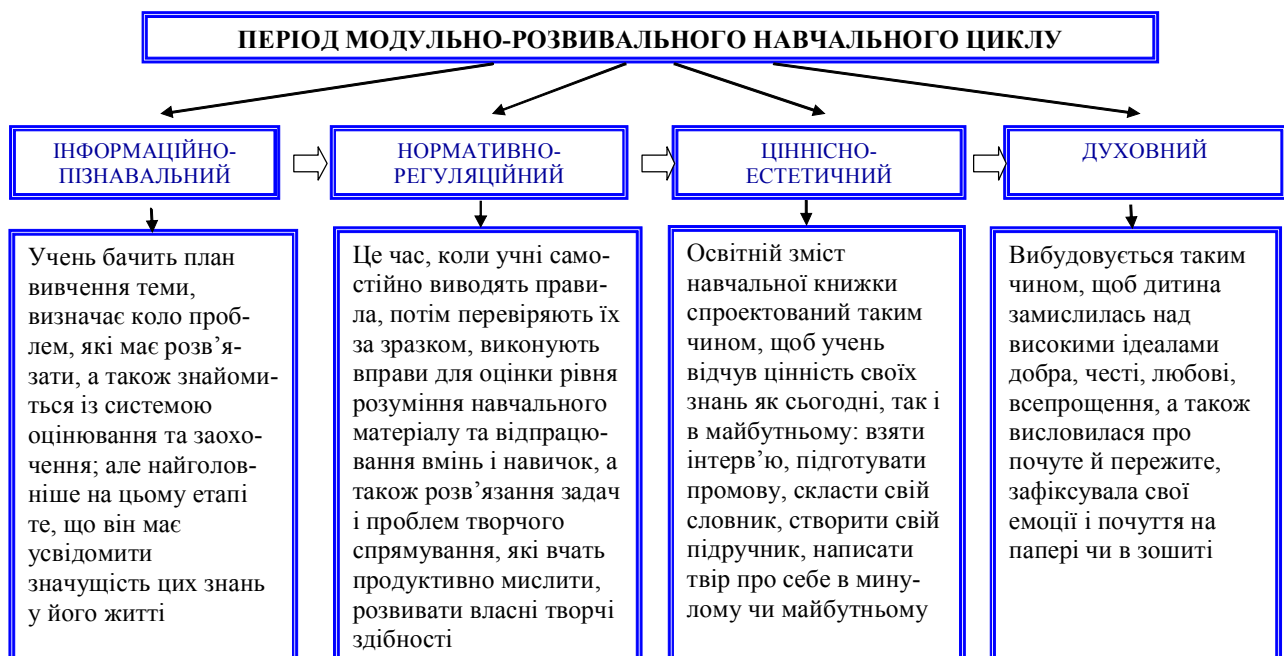 ПЕРІОД МОДУЛЬНО-РОЗВИВАЛЬНОГО НАВЧАЛЬНОГО ЦИКЛУ
ІНФОРМАЦІЙНО-
ПІЗНАВАЛЬНИЙ
НОРМАТИВНО-
РЕГУЛЯЦІЙНИЙ
ЦІННІСНО-
ЕСТЕТИЧНИЙ
ДУХОВНИЙ
Учень бачить план
вивчення теми,
визначає коло проб-
лем, які має розв’я-
зати, а також знайоми-
ться із системою
оцінювання та заохо-
чення; але найголов-
ніше на цьому етапі
те, що він має
усвідомити
значущість цих знань
у його житті
Це час, коли учні само-
стійно виводять прави-
ла, потім перевіряють їх
за зразком, виконують
вправи для оцінки рівня
розуміння навчального
матеріалу та відпрацю-
вання вмінь і навичок, а
також розв’язання задач
і проблем творчого
спрямування, які вчать
продуктивно мислити,
розвивати власні творчі
здібності
Освітній зміст
навчальної книжки
спроектований таким
чином, щоб учень
відчув цінність своїх
знань як сьогодні, так і
в майбутньому: взяти
інтерв’ю, підготувати
промову, скласти свій
словник, створити свій
підручник, написати
твір про себе в мину-
лому чи майбутньому
Вибудовується таким
чином, щоб дитина
замислилась над
високими ідеалами
добра, честі, любові,
всепрощення, а також
висловилася про
почуте й пережите,
зафіксувала свої
емоції і почуття на
папері чи в зошиті